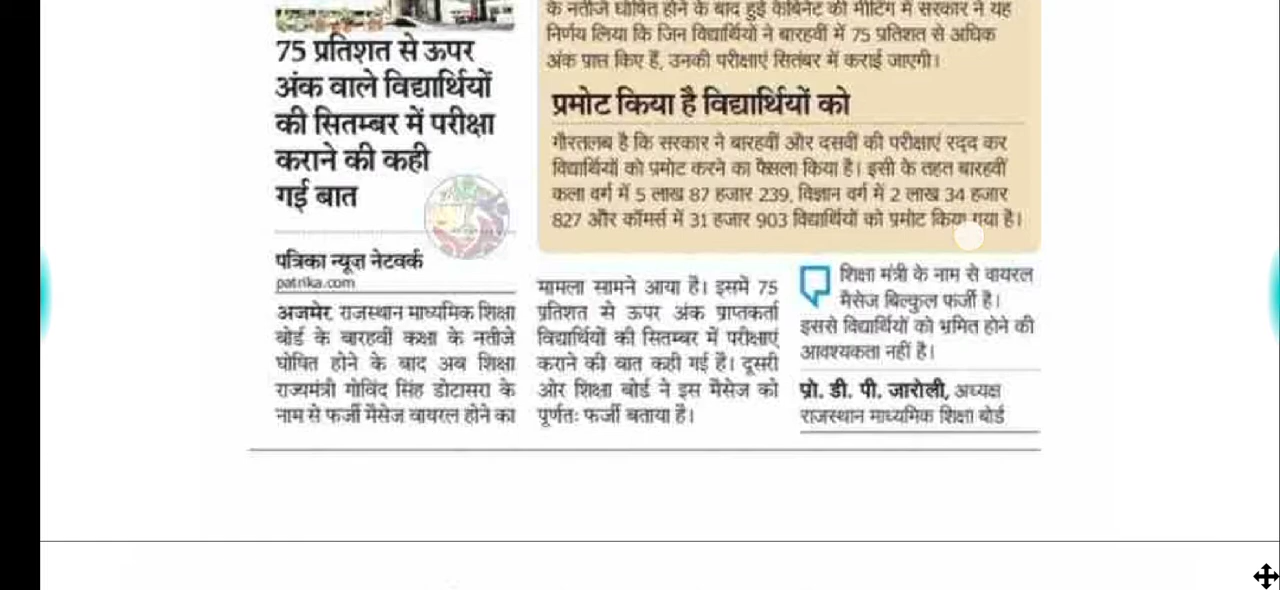 के नतीजे घोषित होने के बाद हुई केबिनेट की मीटिंग में सरकार ने यह
निर्णय लिया कि जिन विद्यार्थियों ने बारहवीं में 75 प्रतिशत से अधिक
अंक प्राप्त किए हैं, उनकी परीक्षाएं सितंबर में कराई जाएगी।
प्रमोट किया है विद्यार्थियों को
गौरतलब है कि सरकार ने बारहवीं और दसवीं की परीक्षाएं रद्द कर
विद्यार्थियों को प्रमोट करने का फैसला किया है। इसी के तहत बारहवीं
कला वर्ग में 5 लाख 87 हजार 239, विज्ञान वर्ग में 2 लाख 34 हजार
827 और कॉमर्स में 31 हजार 903 विद्यार्थियों को प्रमोट किया गया है।
75 प्रतिशत से ऊपर
अंक वाले विद्यार्थियों
की सितम्बर में परीक्षा
कराने की कही
गई बात
पत्रिका न्यूज़ नेटवर्क
patrika.com
अजमेर. राजस्थान माध्यमिक शिक्षा
बोर्ड के बारहवीं कक्षा के नतीजे
घोषित होने के बाद अब शिक्षा
राज्यमंत्री गोविंद सिंह डोटासरा के
नाम से फर्जी मैसेज वायरल होने का
मामला सामने आया है। इसमें 75
प्रतिशत से ऊपर अंक प्राप्तकर्ता
विद्यार्थियों की सितम्बर में परीक्षाएं
कराने की बात कही गई है। दूसरी
ओर शिक्षा बोर्ड ने इस मैसेज को
पूर्णतः फर्जी बताया है।
शिक्षा मंत्री के नाम से वायरल
मैसेज बिल्कुल फर्जी है।
इससे विद्यार्थियों को भ्रमित होने की
आवश्यकता नहीं है।
प्रो. डी. पी. जारोली, अध्यक्ष
राजस्थान माध्यमिक शिक्षा बोर्ड